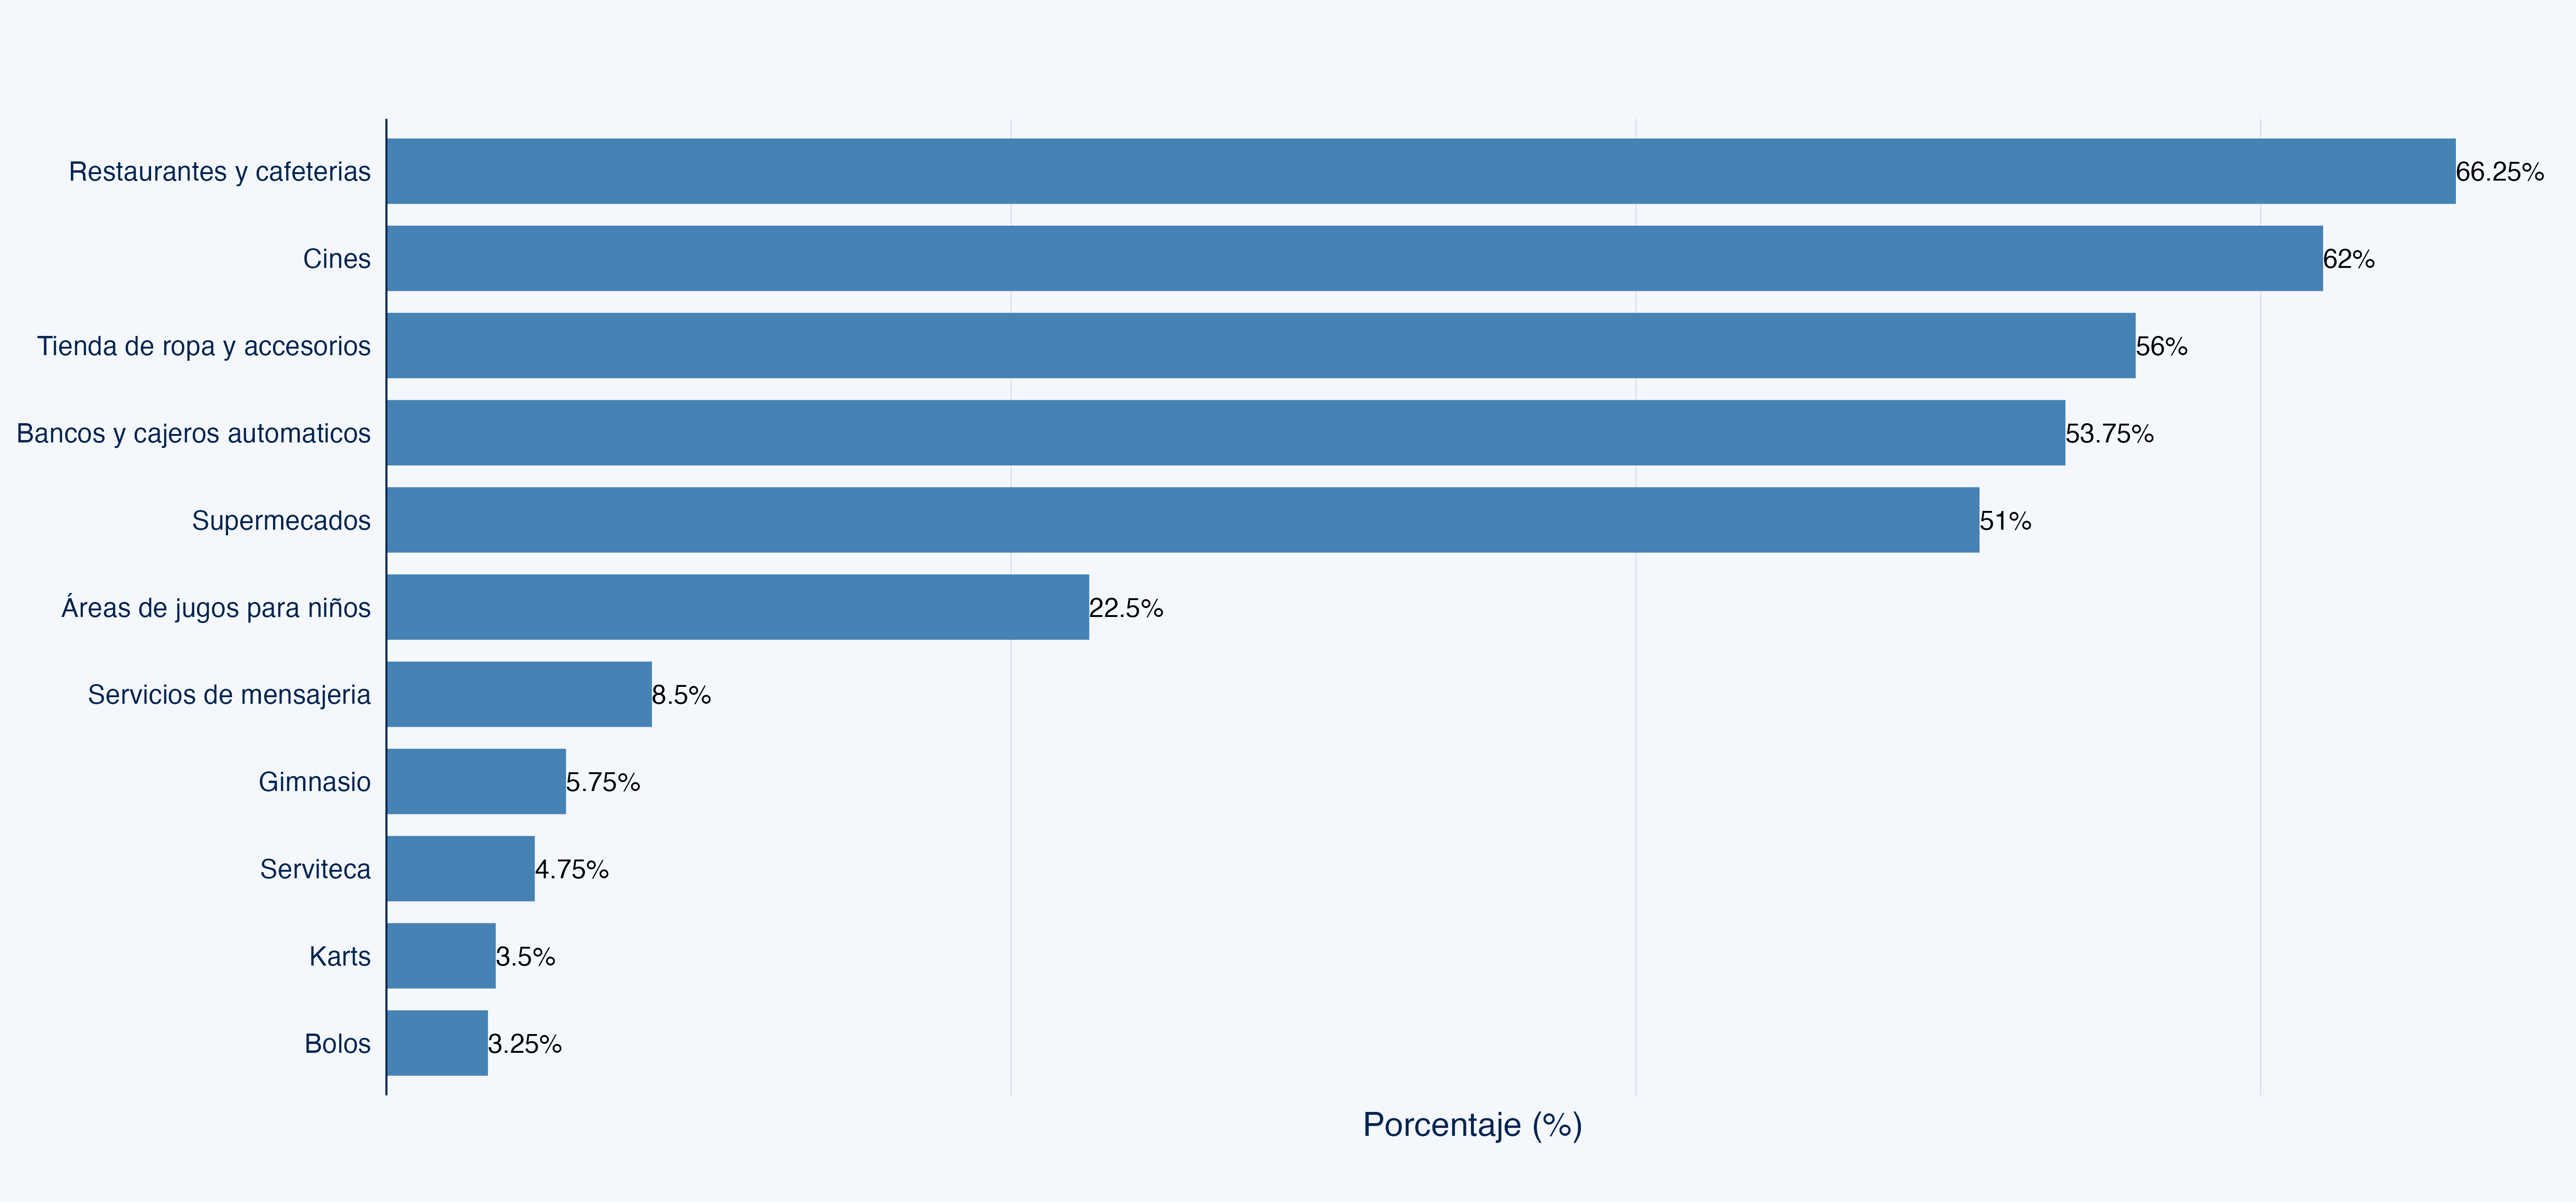 Restaurantes y cafeterias 66.25%
Cines 62%
Tienda de ropa y accesorios 56%
Bancos y cajeros automaticos 53.75%
Supermecados 51%
Áreas de jugos para niños 22.5%
Servicios de mensajeria 8.5%
Gimnasio 5.75%
Serviteca 4.75%
Karts 3.5%
Bolos 3.25%
Porcentaje (%)